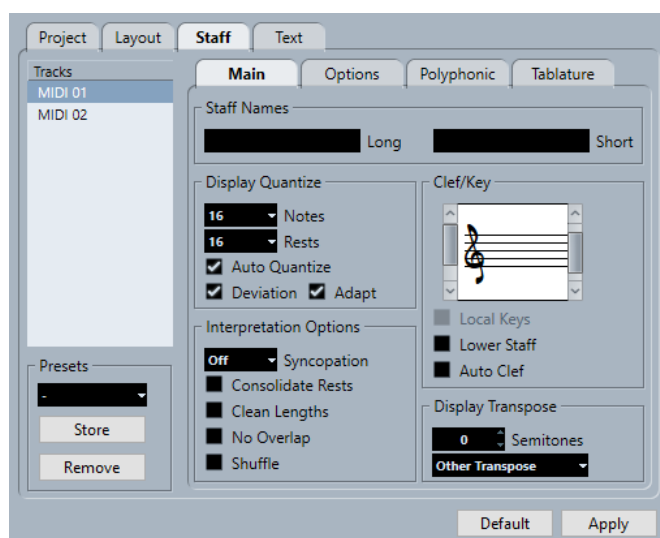 Project Layout Staff Text
Tracks
MIDI 01
MIDI 02
Presets
-
Store
Remove
Main Options Polyphonic Tablature
Staff Names
Long Short
Display Quantize
16 Notes
16 Rests
Auto Quantize
Deviation Adapt
Interpretation Options
Off Syncopation
Consolidate Rests
Clean Lengths
No Overlap
Shuffle
Clef/Key
Local Keys
Lower Staff
Auto Clef
Display Transpose
0 Semitones
Other Transpose
Default Apply